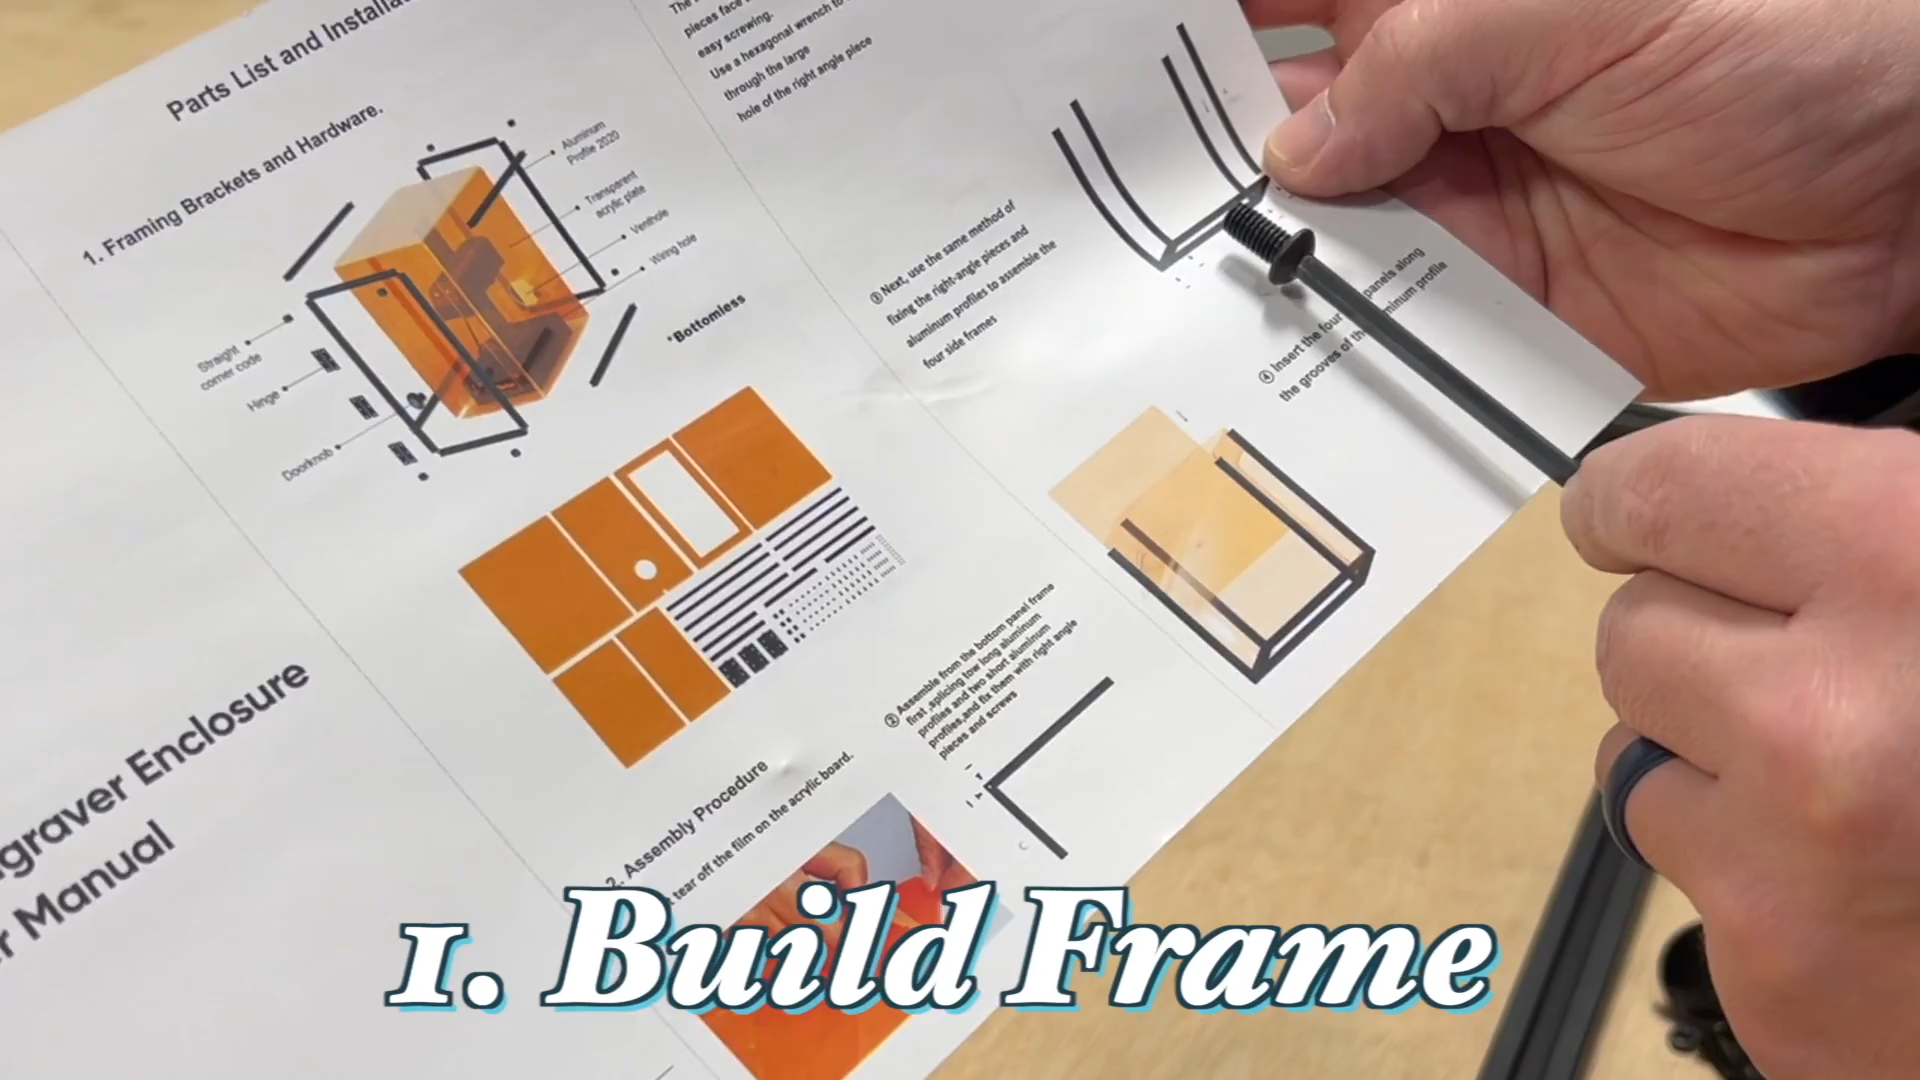 Parts List and
1. Framing Brackets and Hardware.
Aluminum
Profile 2020
Transparent
acrylic plate
Venthole
Wiring hole
*Bottomless
Straight
corner code
Hinge
Doorknob
graver Enclosure
Manual
2. Assembly Procedure
tear off the film on the acrylic board.
pieces face
easy screwing.
Use a hexagonal wrench to
through the large
hole of the right angle piece
② Assemble from the bottom panel frame
first ,splicing tow long aluminum
profiles and two short aluminum
profiles,and fix them with right angle
pieces and screws
③ Next, use the same method of
fixing the right-angle pieces and
aluminum profiles to assemble the
four side frames
④ Insert the four panels along
the grooves of
profile
1. Build Frame